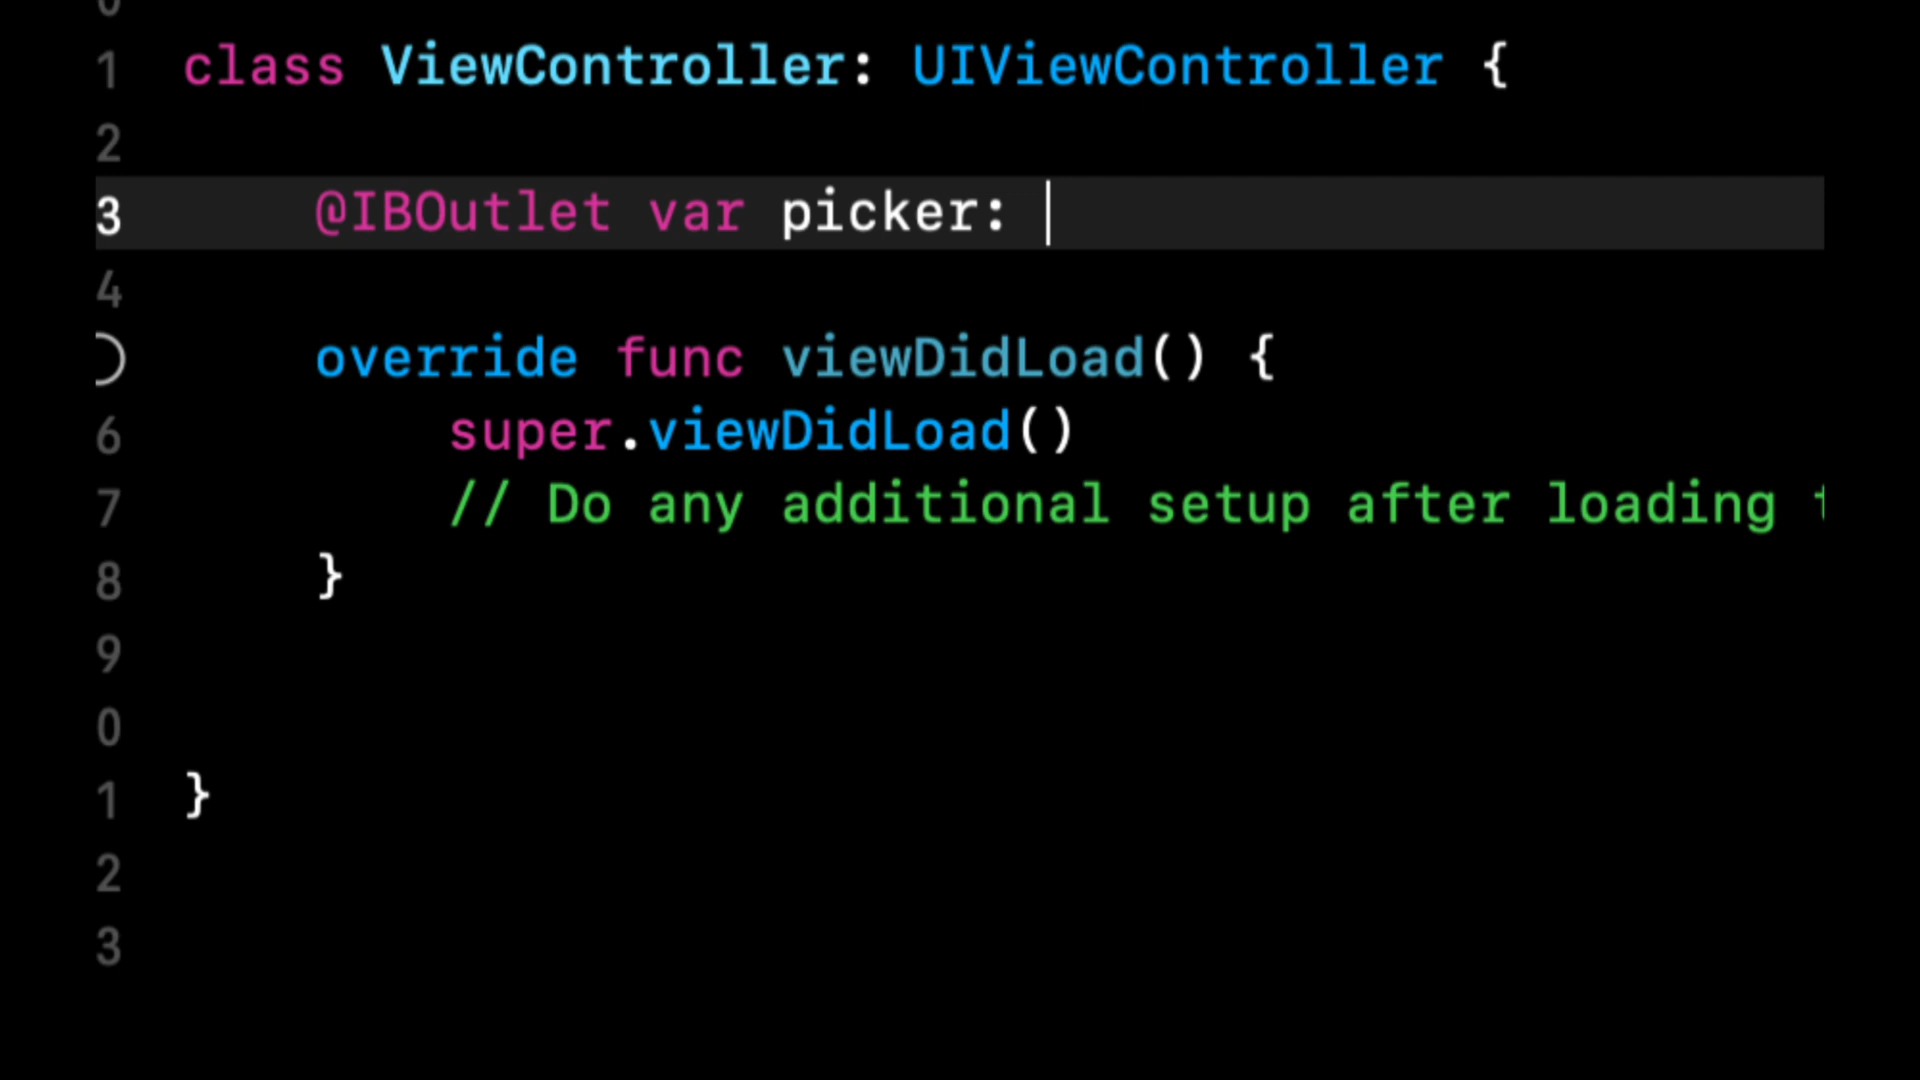 0
1 class ViewController: UIViewController {
2
3 @IBOutlet var picker:
4
override func viewDidLoad() {
6 super.viewDidLoad()
7 // Do any additional setup after loading
8 }
9
0
1 }
2
3